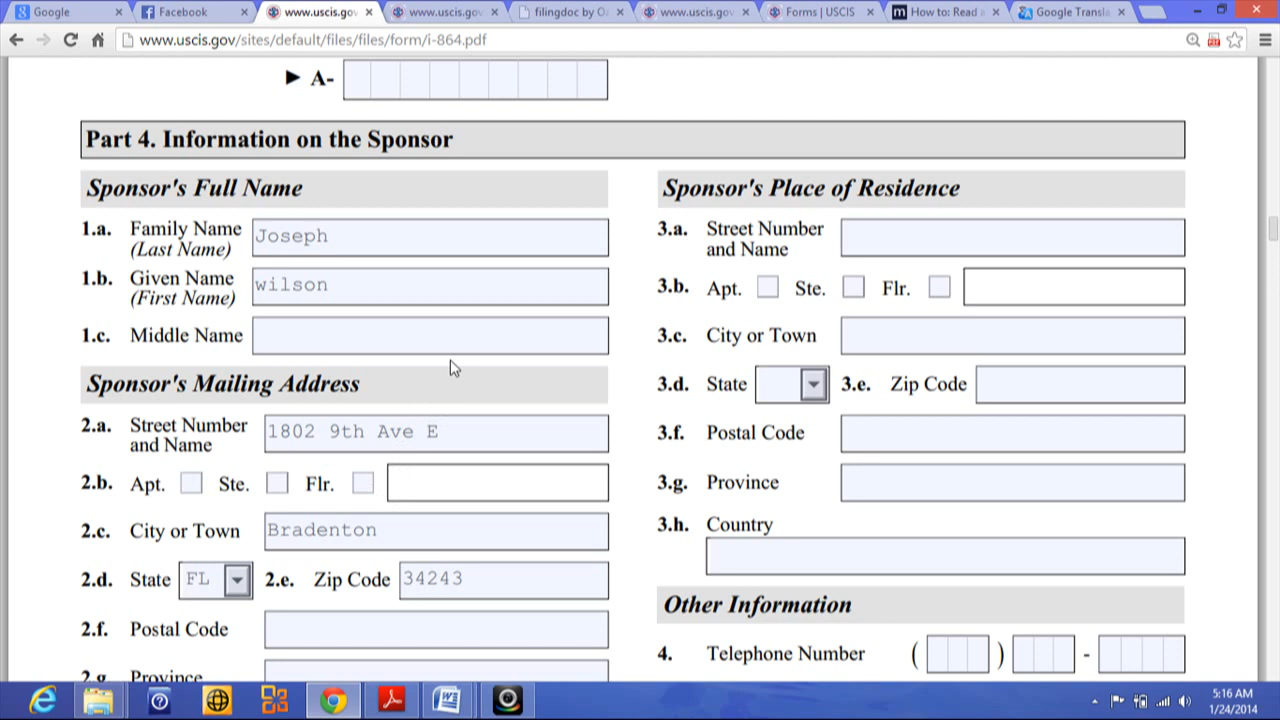 Google
Facebook
www.uscis.gov
www.uscis.gov
filingdoc by
www.uscis.gov
Forms | USCIS
How to: Read
Google Transla
www.uscis.gov/sites/default/files/files/form/i-864.pdf
► A-
Part 4. Information on the Sponsor
Sponsor's Full Name
1.a. Family Name
(Last Name)
Joseph
1.b. Given Name
(First Name)
wilson
1.c. Middle Name
Sponsor's Mailing Address
2.a. Street Number
and Name
1802 9th Ave E
2.b. Apt. Ste. Flr.
2.c. City or Town Bradenton
2.d. State FL 2.e. Zip Code 34243
2.f. Postal Code
2.g. Province
Sponsor's Place of Residence
3.a. Street Number
and Name
3.b. Apt. Ste. Flr.
3.c. City or Town
3.d. State 3.e. Zip Code
3.f. Postal Code
3.g. Province
3.h. Country
Other Information
4. Telephone Number ( ) -
5:16 AM
1/24/2014